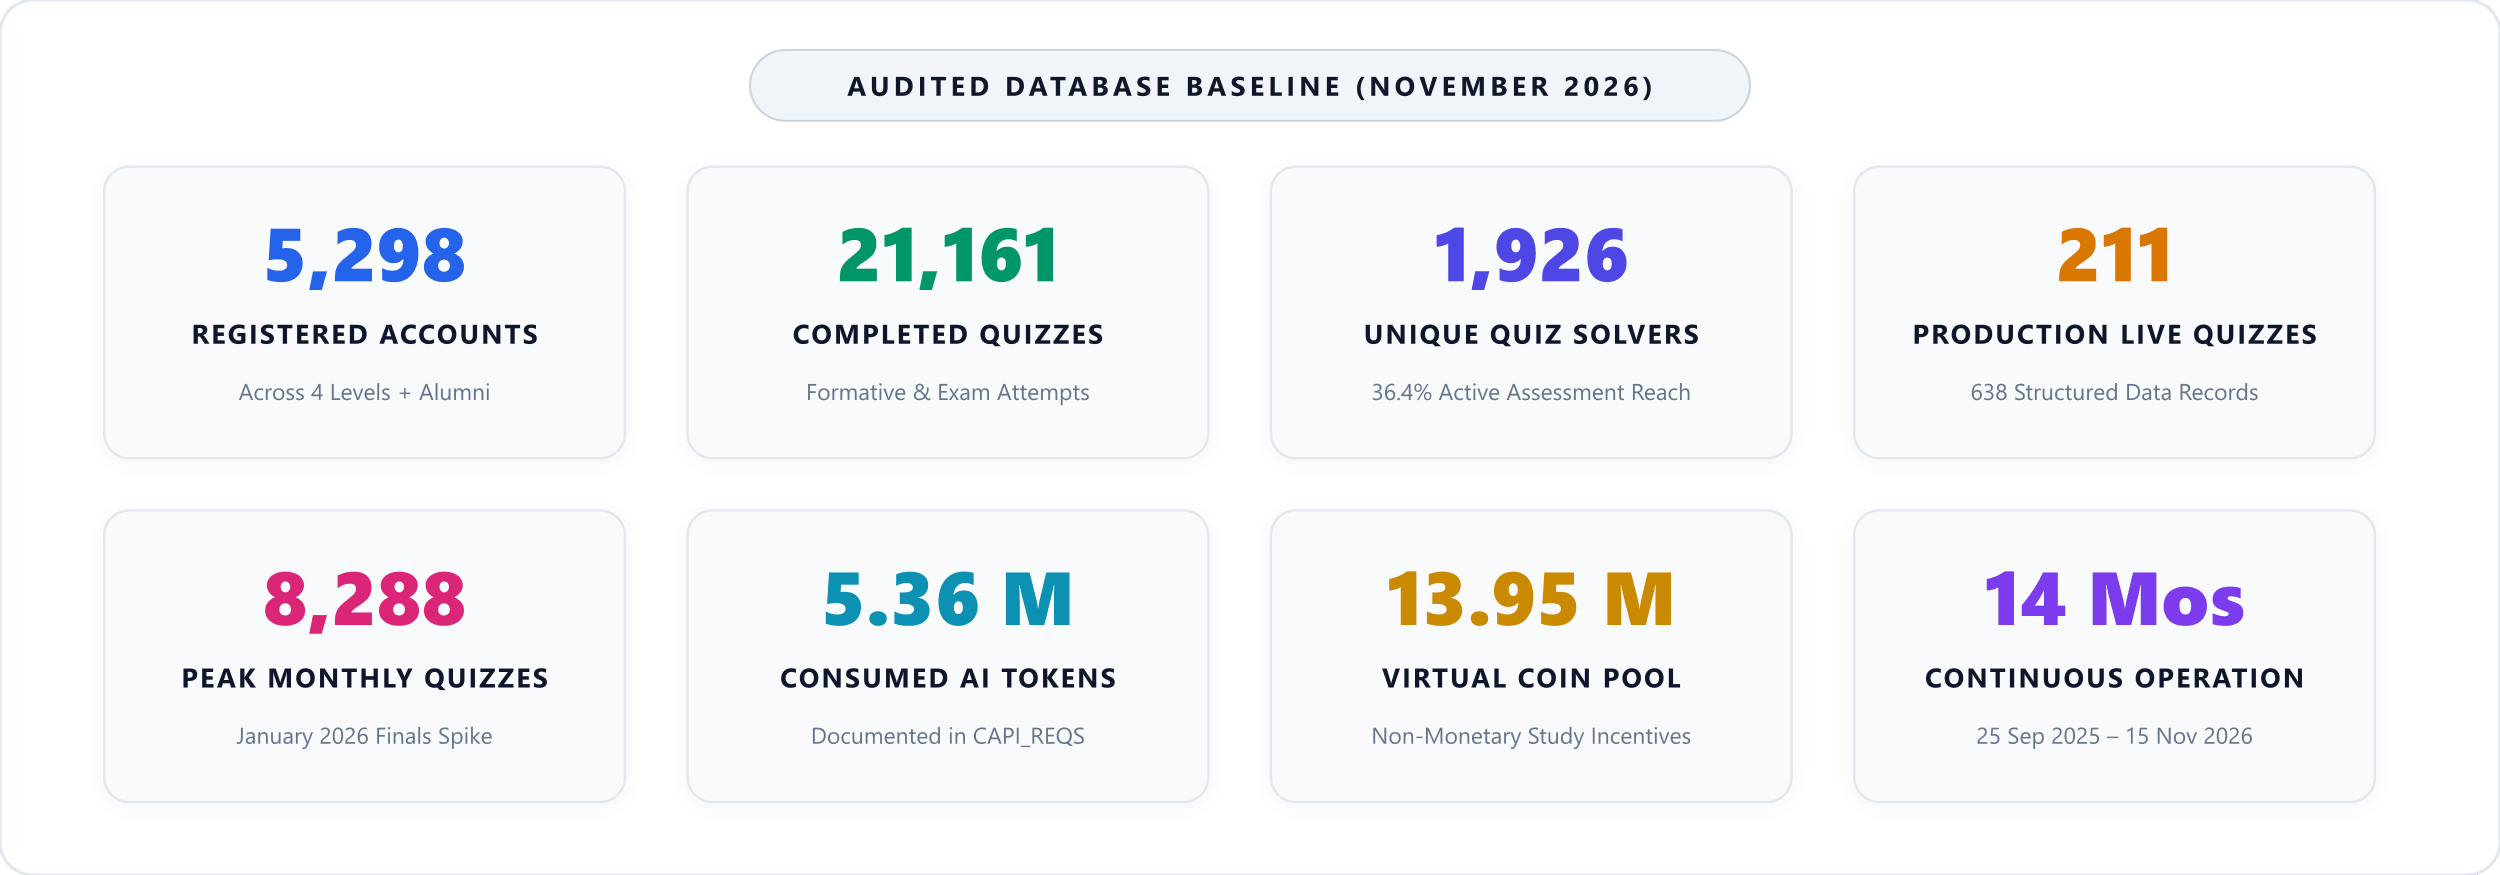 AUDITED DATABASE BASELINE (NOVEMBER 2026)
5,298
REGISTERED ACCOUNTS
Across 4 Levels + Alumni
21,161
COMPLETED QUIZZES
Formative & Exam Attempts
1,926
UNIQUE QUIZ SOLVERS
36.4% Active Assessment Reach
211
PRODUCTION LIVE QUIZZES
638 Structured Data Records
8,288
PEAK MONTHLY QUIZZES
January 2026 Finals Spike
5.36 M
CONSUMED AI TOKENS
Documented in CAPI_REQS
13.95 M
VIRTUAL COIN POOL
Non-Monetary Study Incentives
14 Mos
CONTINUOUS OPERATION
25 Sep 2025 – 15 Nov 2026